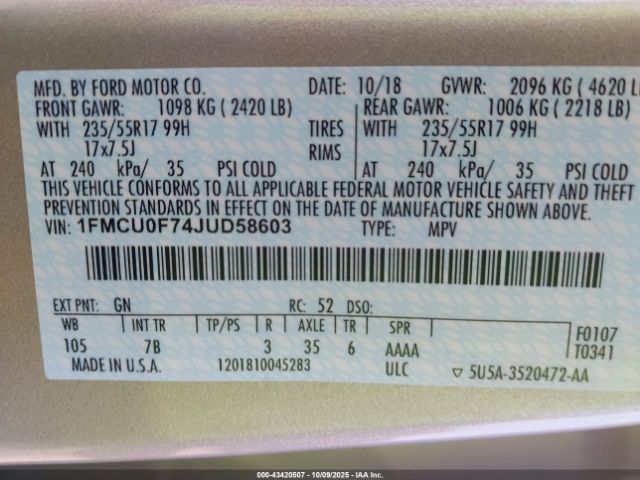 MFD. BY FORD MOTOR CO. DATE: 10/18 GVWR: 2096 KG ( 4620 L
FRONT GAWR: 1098 KG ( 2420 LB) REAR GAWR: 1006 KG ( 2218 LB)
WITH 235/55R17 99H TIRES WITH 235/55R17 99H
17x7.5J RIMS 17x7.5J
AT 240 kPa/ 35 PSI COLD AT 240 kPa/ 35 PSI COLD
THIS VEHICLE CONFORMS TO ALL APPLICABLE FEDERAL MOTOR VEHICLE SAFETY AND THEFT
PREVENTION STANDARDS IN EFFECT ON THE DATE OF MANUFACTURE SHOWN ABOVE.
VIN: 1FMCU0F74JUD58603 TYPE: MPV
EXT PNT: GN RC: 52 DSO:
WB INT TR TP/PS R AXLE TR SPR F0107
105 7B 3 35 6 AAAA T0341
MADE IN U.S.A. 1201810045283 ULC ▽ 5U5A-3520472-AA
000-43420507 - 10/09/2025 - IAA Inc.